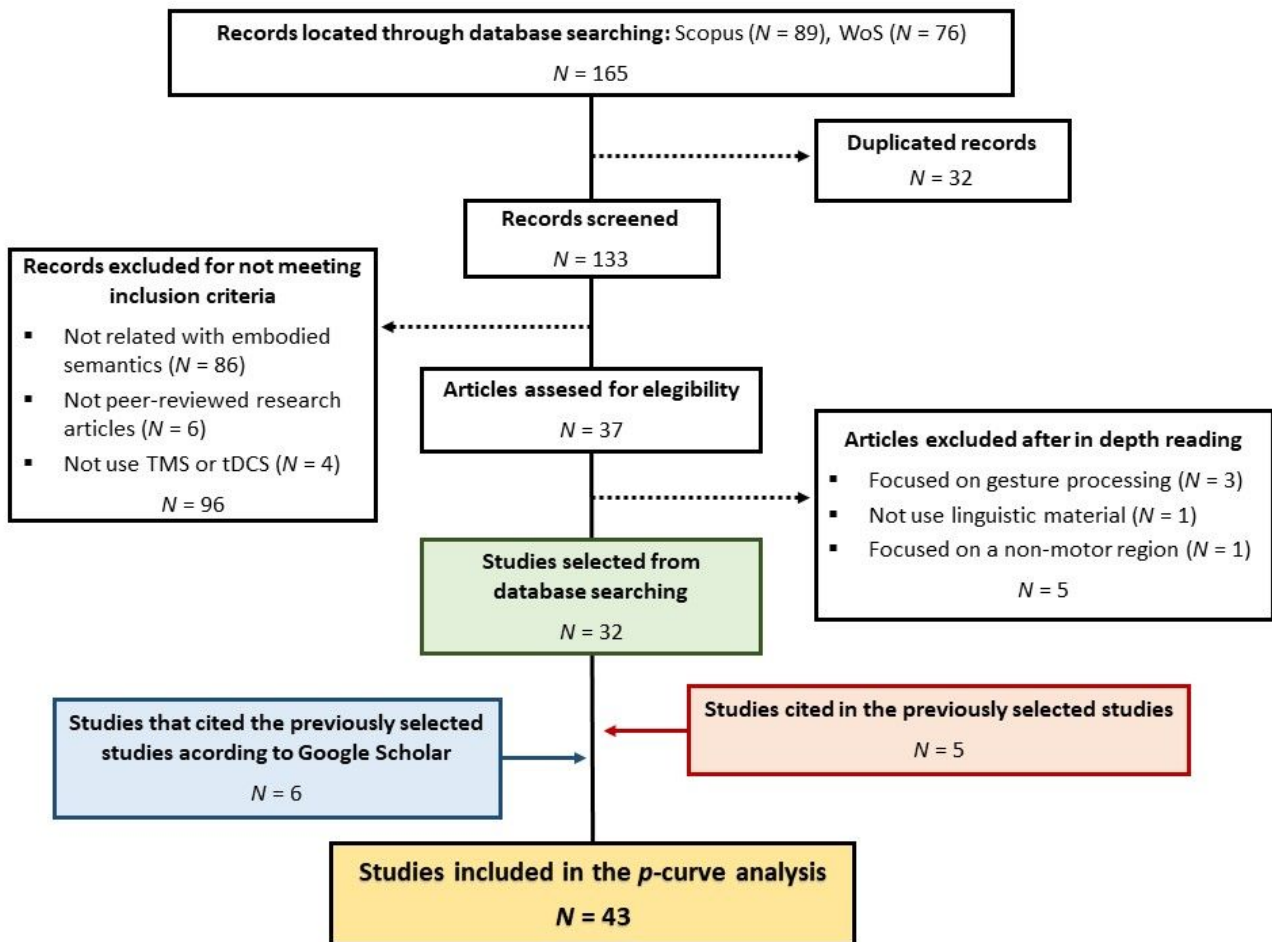 Records located through database searching: Scopus (N = 89), WoS (N = 76)
N = 165
Duplicated records
N = 32
Records screened
N = 133
Records excluded for not meeting
inclusion criteria
▪ Not related with embodied
semantics (N = 86)
▪ Not peer-reviewed research
articles (N = 6)
▪ Not use TMS or tDCS (N = 4)
N = 96
Articles assesed for elegibility
N = 37
Articles excluded after in depth reading
▪ Focused on gesture processing (N = 3)
▪ Not use linguistic material (N = 1)
▪ Focused on a non-motor region (N = 1)
N = 5
Studies selected from
database searching
N = 32
Studies that cited the previously selected
studies acording to Google Scholar
N = 6
Studies cited in the previously selected studies
N = 5
Studies included in the p-curve analysis
N = 43